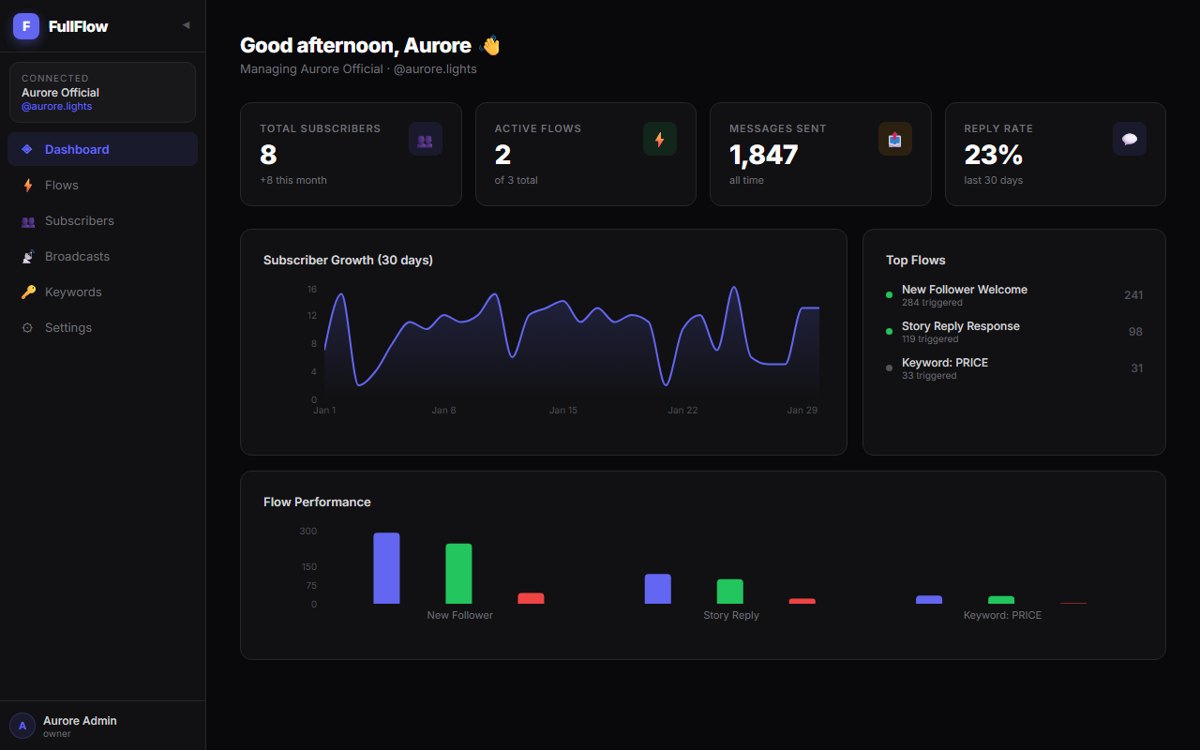 F FullFlow
CONNECTED
Aurore Official
@aurore.lights
Dashboard
Flows
Subscribers
Broadcasts
Keywords
Settings
A
Aurore Admin
owner
Good afternoon, Aurore 👋
Managing Aurore Official · @aurore.lights
TOTAL SUBSCRIBERS
8
+8 this month
ACTIVE FLOWS
2
of 3 total
MESSAGES SENT
1,847
all time
REPLY RATE
23%
last 30 days
Subscriber Growth (30 days)
16
12
8
4
0
Jan 1 Jan 8 Jan 15 Jan 22 Jan 29
Top Flows
New Follower Welcome 241
284 triggered
Story Reply Response 98
119 triggered
Keyword: PRICE 31
33 triggered
Flow Performance
300
150
75
0
New Follower Story Reply Keyword: PRICE